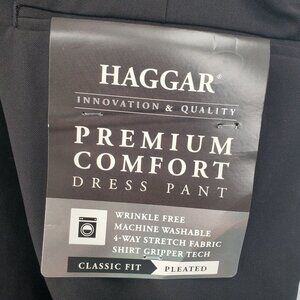 HAGGAR®
INNOVATION & QUALITY
PREMIUM
COMFORT
DRESS PANT
WRINKLE FREE
MACHINE WASHABLE
4-WAY STRETCH FABRIC
SHIRT GRIPPER TECH
CLASSIC FIT PLEATED